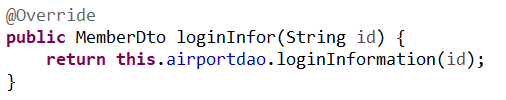 @Override
public MemberDto loginInfor(String id) {
    return this.airportdao.loginInformation(id);
}